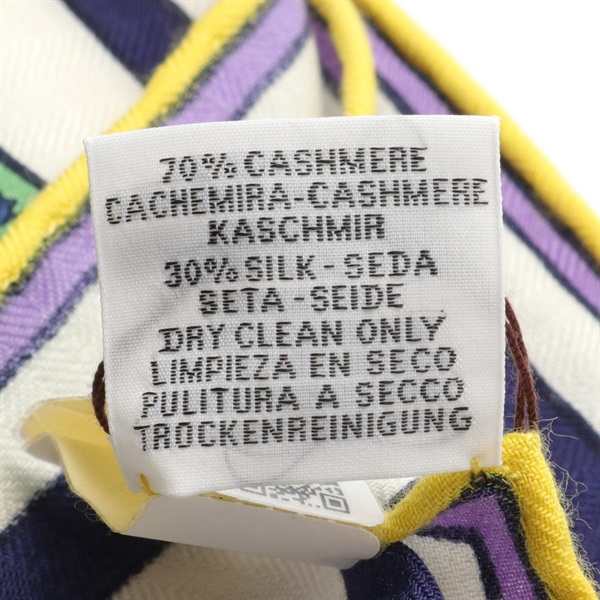 70% CASHMERE
CACHEMIRA-CASHMERE
KASCHMIR
30% SILK-SEDA
SETA-SEIDE
DRY CLEAN ONLY
LIMPIEZA EN SECO
PULITURA A SECCO
TROCKENREINIGUNG